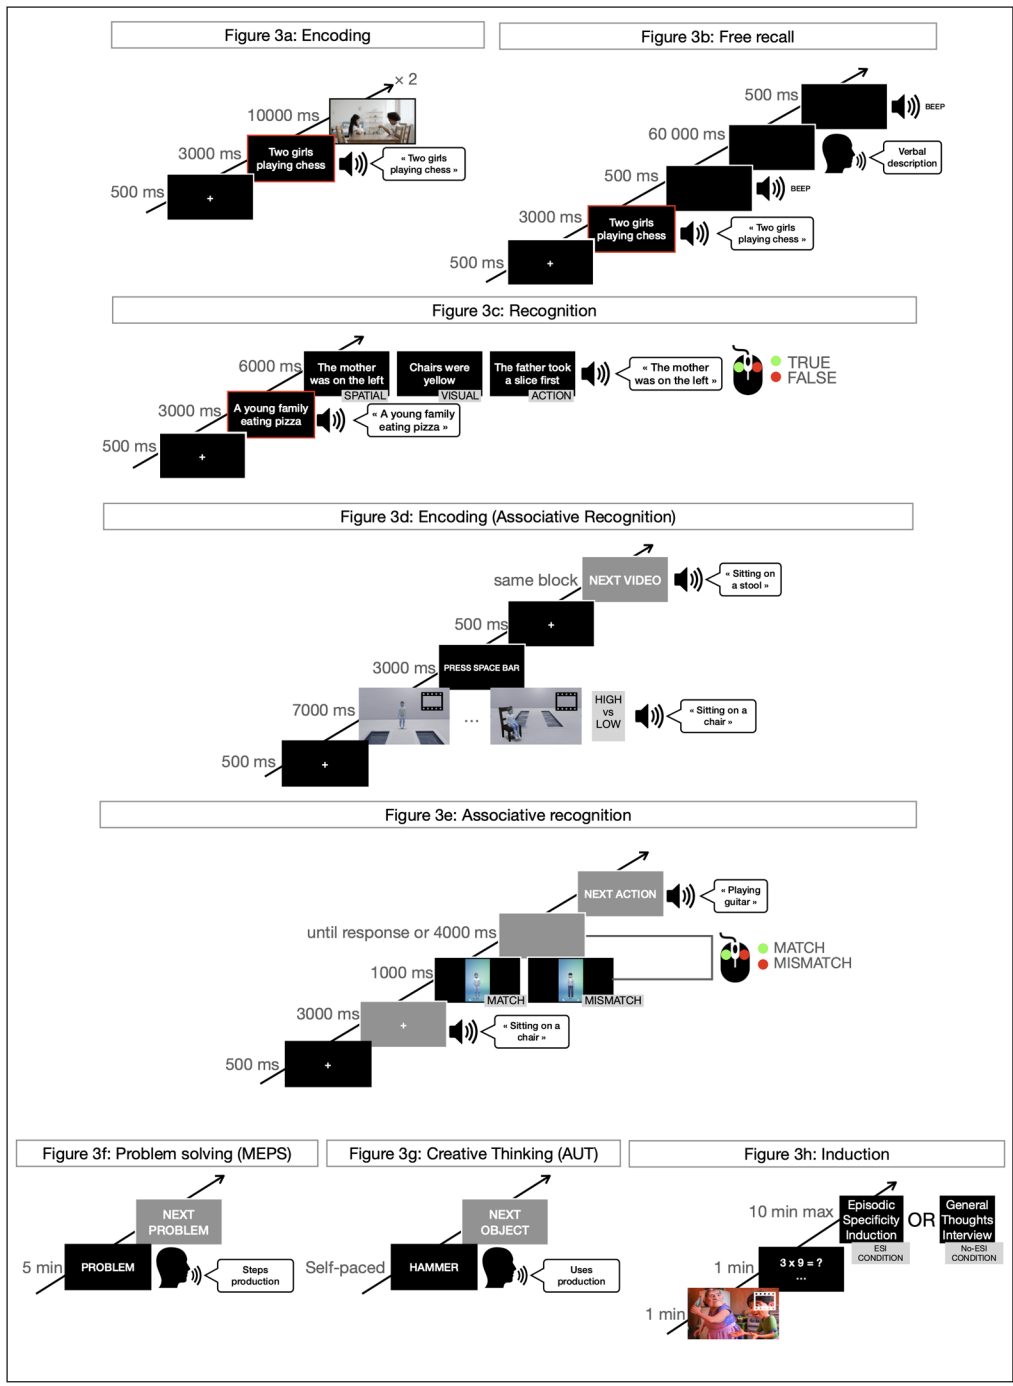 Figure 3a: Encoding
× 2
10000 ms
3000 ms
Two girls
playing chess
« Two girls
playing chess »
500 ms
+
Figure 3b: Free recall
500 ms
BEEP
60 000 ms
Verbal
description
500 ms
BEEP
3000 ms
Two girls
playing chess
« Two girls
playing chess »
500 ms
+
Figure 3c: Recognition
6000 ms
The mother
was on the left
SPATIAL
Chairs were
yellow
VISUAL
The father took
a slice first
ACTION
« The mother
was on the left »
TRUE
FALSE
3000 ms
A young family
eating pizza
« A young family
eating pizza »
500 ms
+
Figure 3d: Encoding (Associative Recognition)
same block
NEXT VIDEO
« Sitting on
a stool »
500 ms
+
3000 ms
PRESS SPACE BAR
7000 ms
...
HIGH
vs
LOW
« Sitting on a
chair »
500 ms
+
Figure 3e: Associative recognition
NEXT ACTION
« Playing
guitar »
until response or 4000 ms
MATCH
MISMATCH
1000 ms
MATCH
MISMATCH
3000 ms
+
« Sitting on a
chair »
500 ms
+
Figure 3f: Problem solving (MEPS)
NEXT
PROBLEM
5 min
PROBLEM
Steps
production
Figure 3g: Creative Thinking (AUT)
NEXT
OBJECT
Self-paced
HAMMER
Uses
production
Figure 3h: Induction
10 min max
Episodic
Specificity
Induction
ESI
CONDITION
OR
General
Thoughts
Interview
No-ESI
CONDITION
1 min
3 x 9 = ?
...
1 min